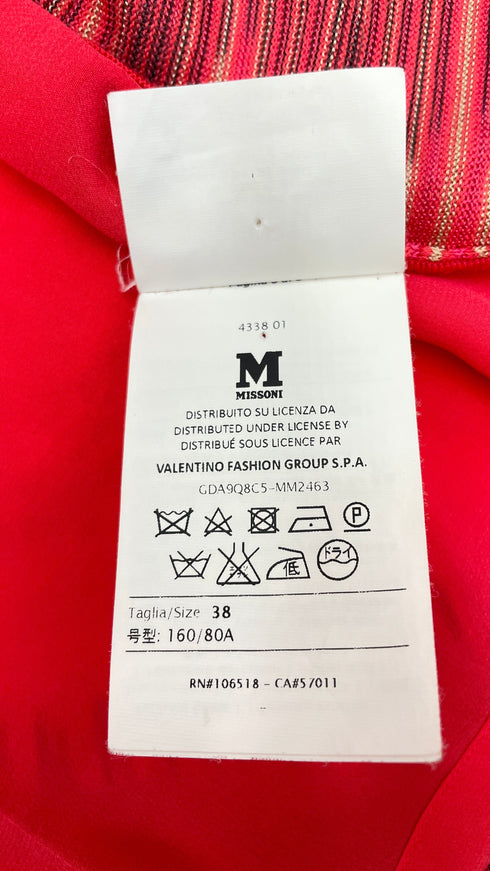 4338 01
M
MISSONI
DISTRIBUITO SU LICENZA DA
DISTRIBUTED UNDER LICENSE BY
DISTRIBUÉ SOUS LICENCE PAR
VALENTINO FASHION GROUP S.P.A.
GDA9Q8C5-MM2463
P
低 ドライ
Taglia/Size 38
号型: 160/80A
RN#106518 - CA#57011